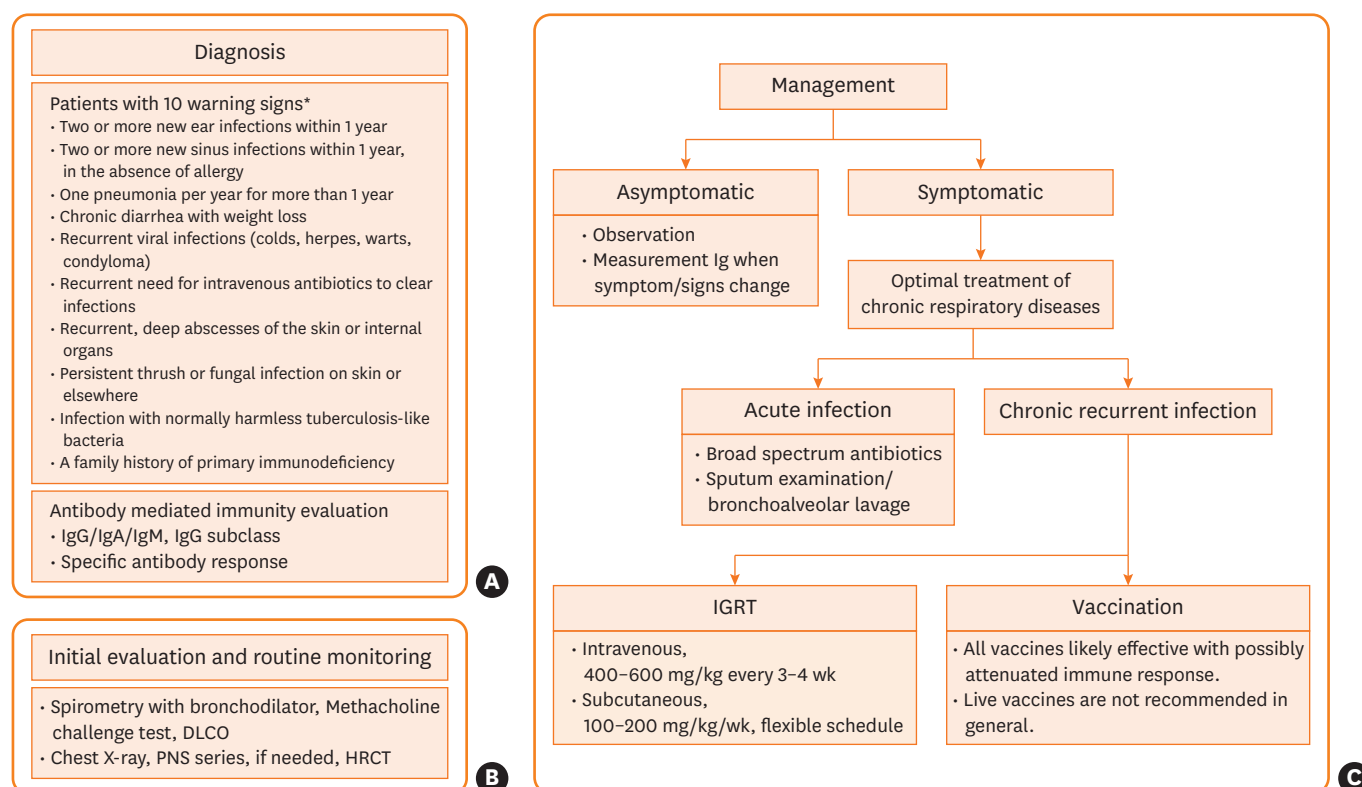 Diagnosis
Patients with 10 warning signs*
· Two or more new ear infections within 1 year
· Two or more new sinus infections within 1 year,
in the absence of allergy
· One pneumonia per year for more than 1 year
· Chronic diarrhea with weight loss
· Recurrent viral infections (colds, herpes, warts,
condyloma)
· Recurrent need for intravenous antibiotics to clear
infections
· Recurrent, deep abscesses of the skin or internal
organs
· Persistent thrush or fungal infection on skin or
elsewhere
· Infection with normally harmless tuberculosis-like
bacteria
· A family history of primary immunodeficiency
Antibody mediated immunity evaluation
· IgG/IgA/IgM, IgG subclass
· Specific antibody response
A
Initial evaluation and routine monitoring
· Spirometry with bronchodilator, Methacholine
challenge test, DLCO
· Chest X-ray, PNS series, if needed, HRCT
B
Management
Asymptomatic
· Observation
· Measurement Ig when
symptom/signs change
Symptomatic
Optimal treatment of
chronic respiratory diseases
Acute infection
· Broad spectrum antibiotics
· Sputum examination/
bronchoalveolar lavage
Chronic recurrent infection
IGRT
· Intravenous,
400–600 mg/kg every 3–4 wk
· Subcutaneous,
100–200 mg/kg/wk, flexible schedule
Vaccination
· All vaccines likely effective with possibly
attenuated immune response.
· Live vaccines are not recommended in
general.
C